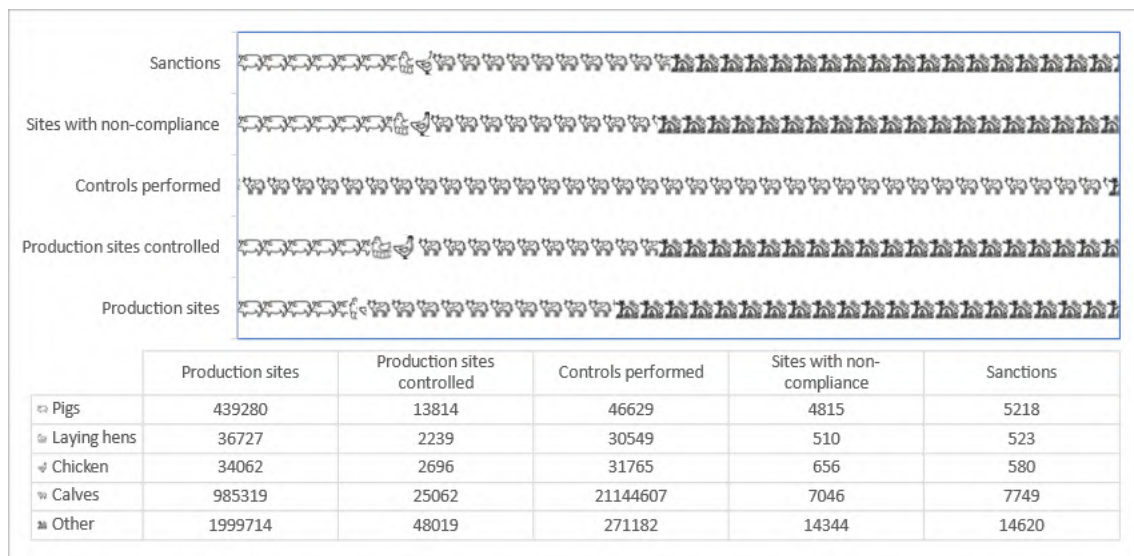 Sanctions
Sites with non-compliance
Controls performed
Production sites controlled
Production sites
Production sites Production sites controlled Controls performed Sites with non-compliance Sanctions
Pigs 439280 13814 46629 4815 5218
Laying hens 36727 2239 30549 510 523
Chicken 34062 2696 31765 656 580
Calves 985319 25062 21144607 7046 7749
Other 1999714 48019 271182 14344 14620